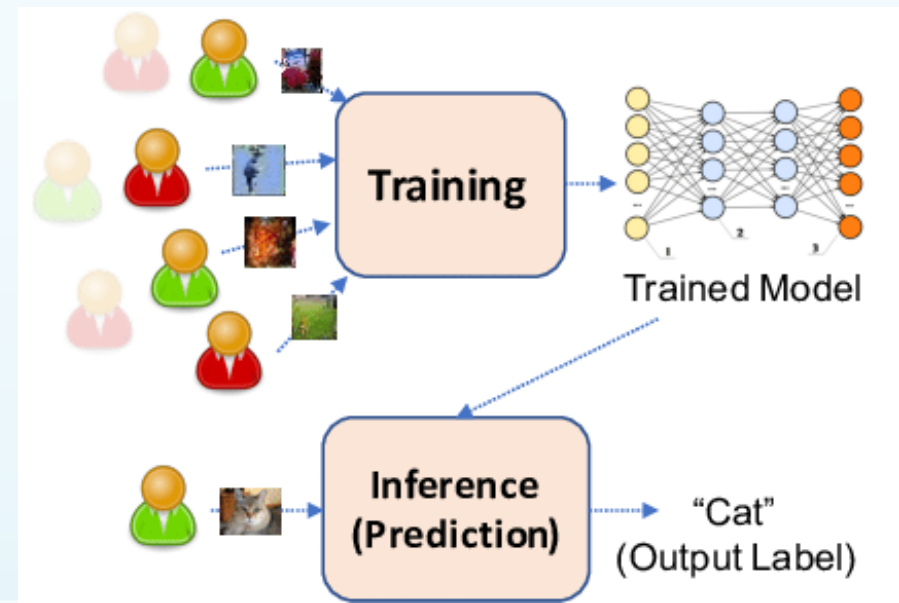 Training
...
...
...
...
1
2
3
Trained Model
Inference
(Prediction)
“Cat”
(Output Label)